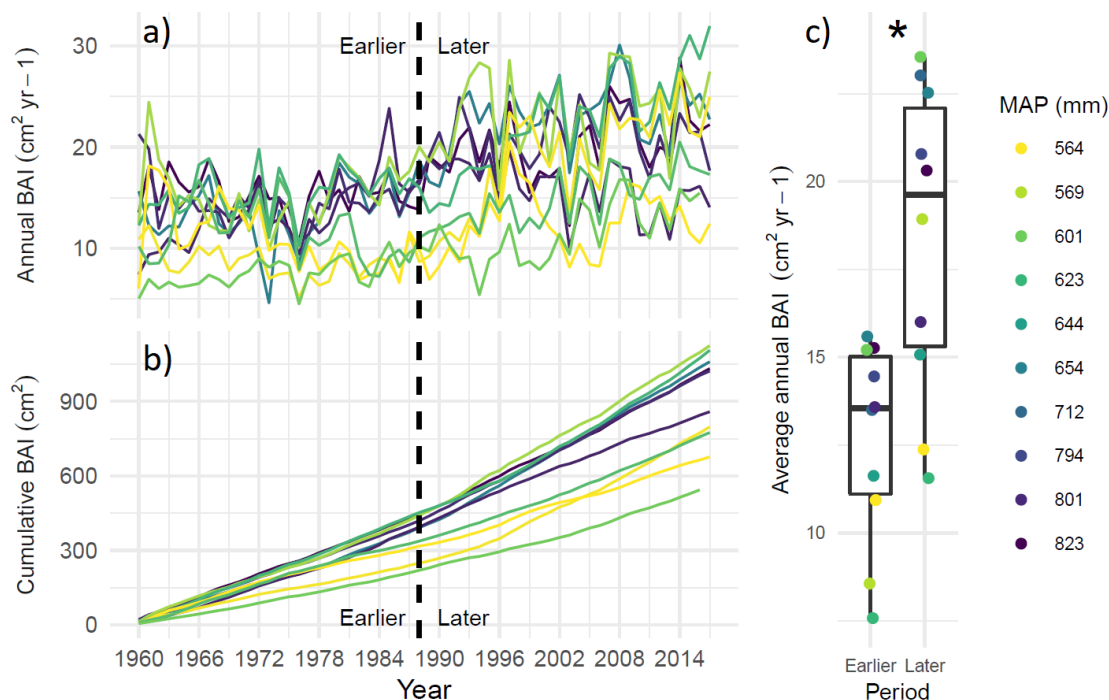 a)
Earlier
Later
30
20
10
Annual BAI (cm² yr − 1)
b)
900
600
300
0
Cumulative BAI (cm²)
Earlier
Later
1960 1966 1972 1978 1984 1990 1996 2002 2008 2014
Year
c)
*
20
15
10
Average annual BAI (cm² yr − 1)
Earlier Later
Period
MAP (mm)
564
569
601
623
644
654
712
794
801
823